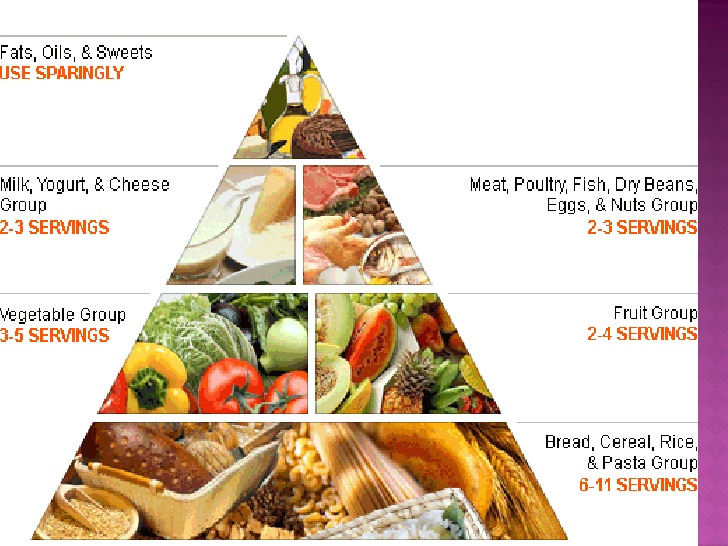 Fats, Oils, & Sweets
USE SPARINGLY
Milk, Yogurt, & Cheese
Group
2-3 SERVINGS
Meat, Poultry, Fish, Dry Beans,
Eggs, & Nuts Group
2-3 SERVINGS
Vegetable Group
3-5 SERVINGS
Fruit Group
2-4 SERVINGS
Bread, Cereal, Rice,
& Pasta Group
6-11 SERVINGS